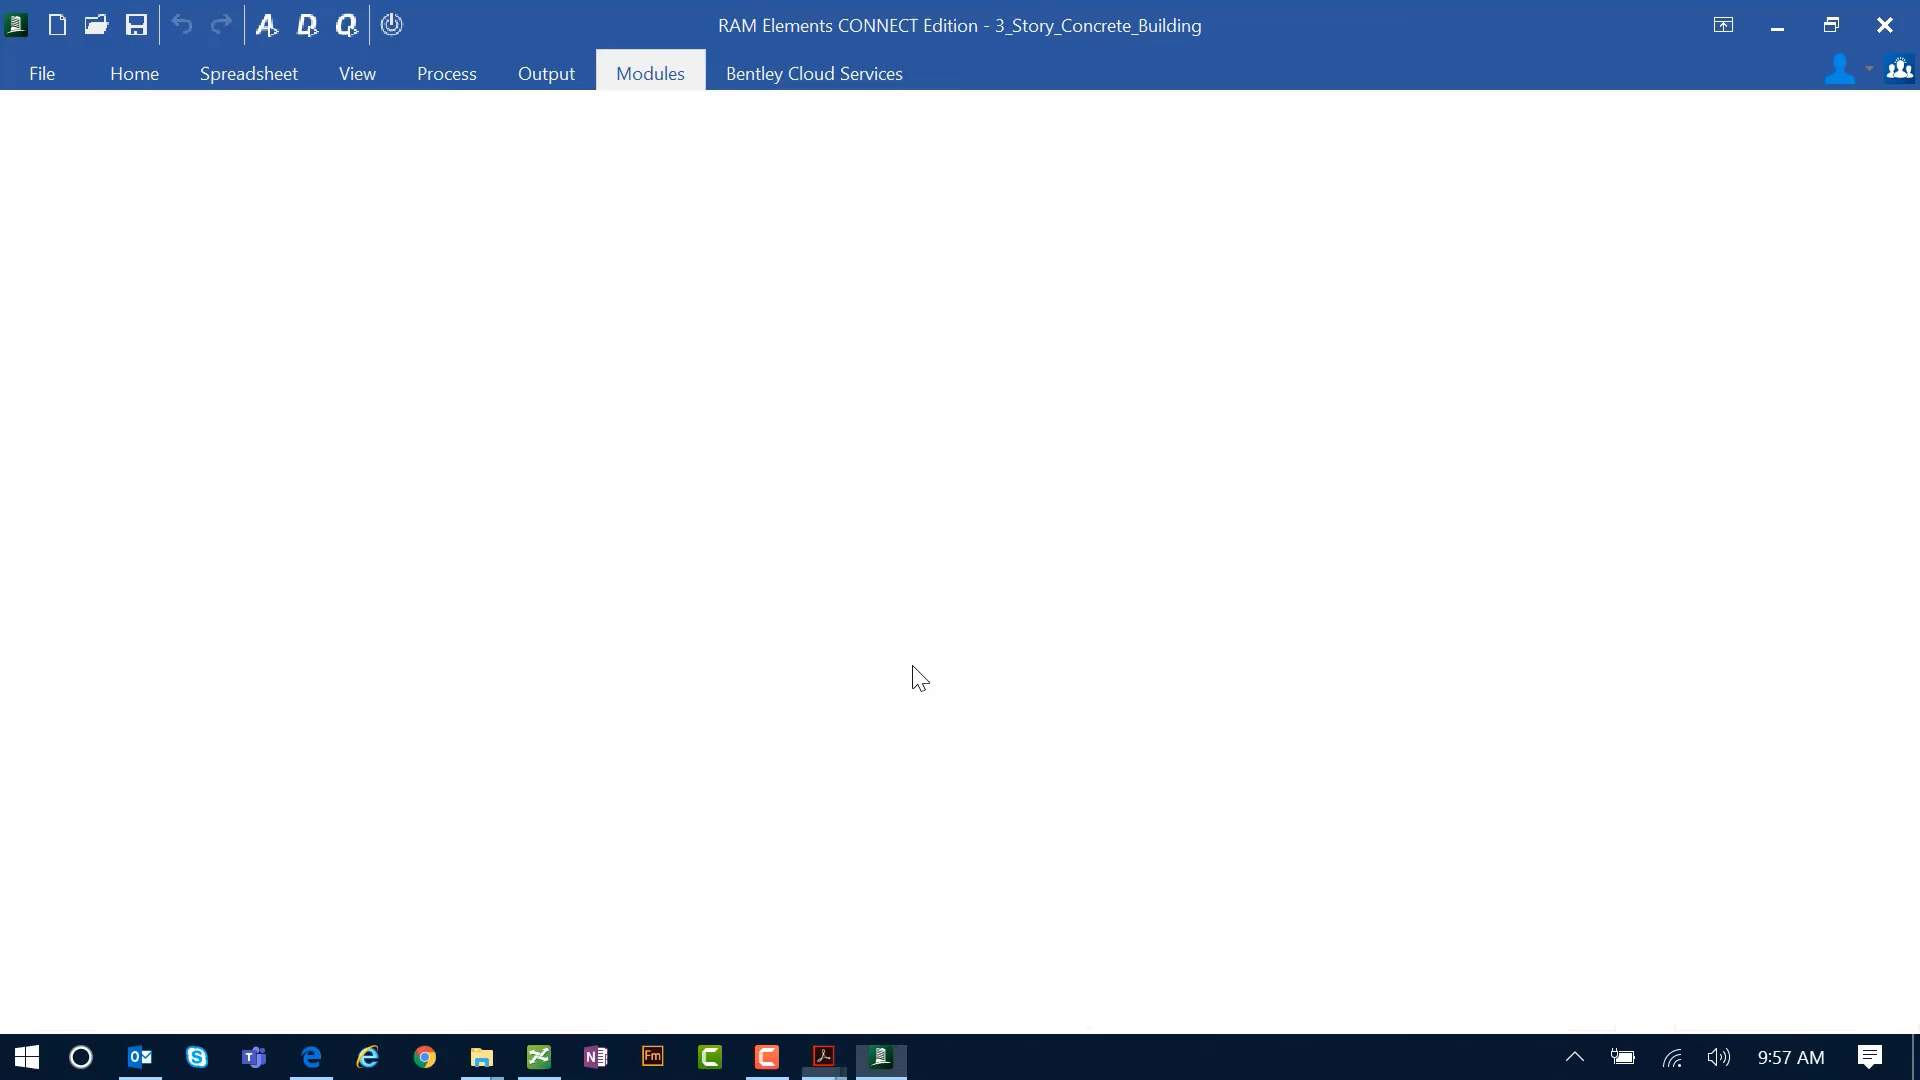 RAM Elements CONNECT Edition - 3_Story_Concrete_Building
File Home Spreadsheet View Process Output Modules Bentley Cloud Services
9:57 AM